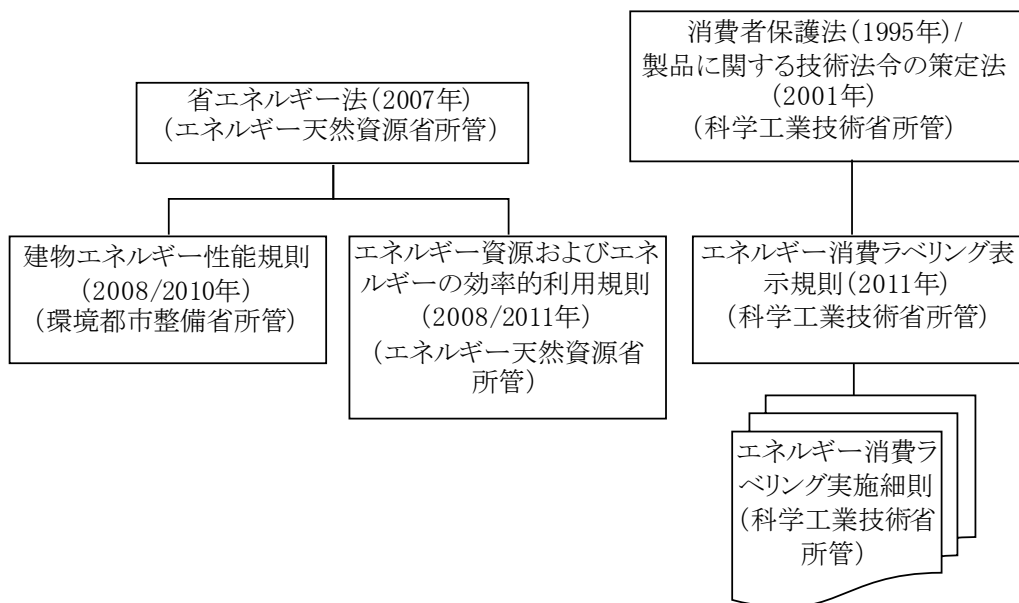 省エネルギー法(2007年)
(エネルギー天然資源省所管)
消費者保護法(1995年)/
製品に関する技術法令の策定法
(2001年)
(科学工業技術省所管)
建物エネルギー性能規則
(2008/2010年)
(環境都市整備省所管)
エネルギー資源およびエネ
ルギーの効率的利用規則
(2008/2011年)
(エネルギー天然資源省
所管)
エネルギー消費ラベリング表
示規則(2011年)
(科学工業技術省所管)
エネルギー消費ラ
ベリング実施細則
(科学工業技術省
所管)